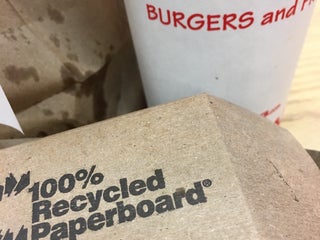 BURGERS and
100%
Recycled
Paperboard®